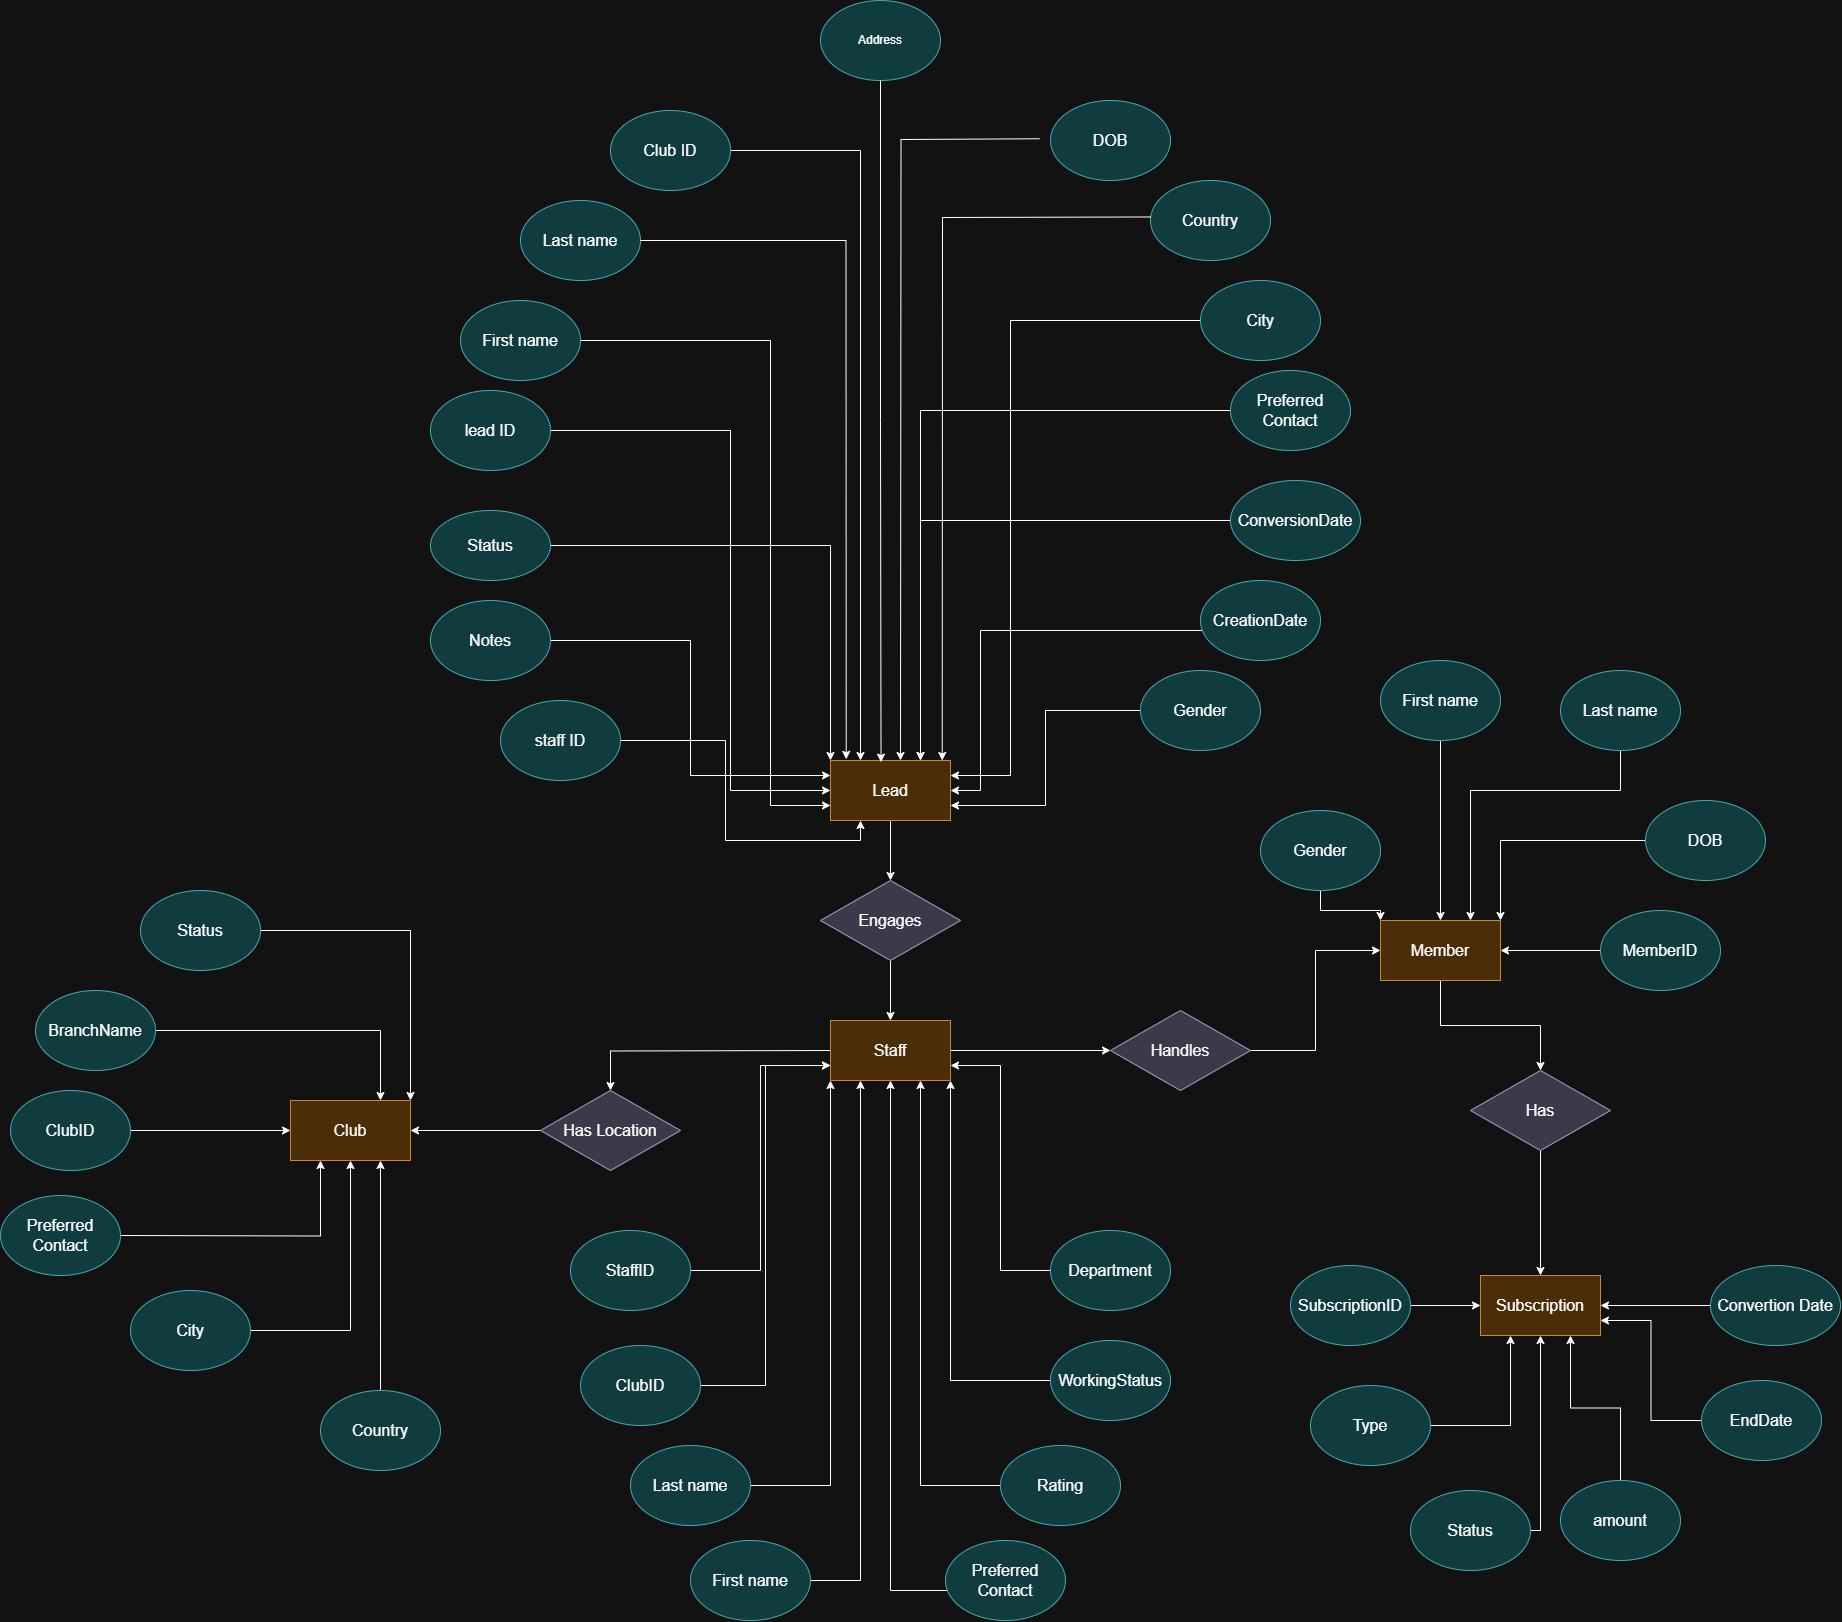 Address
Club ID
DOB
Country
Last name
City
First name
Preferred
Contact
lead ID
ConversionDate
Status
CreationDate
Notes
Gender
First name
Last name
staff ID
Lead
DOB
Gender
Engages
Status
Member
MemberID
BranchName
Staff
Handles
Has
ClubID
Club
Has Location
Preferred
Contact
StaffID
Department
SubscriptionID
Subscription
Convertion Date
City
ClubID
WorkingStatus
EndDate
Type
Country
Last name
Rating
amount
Status
First name
Preferred
Contact